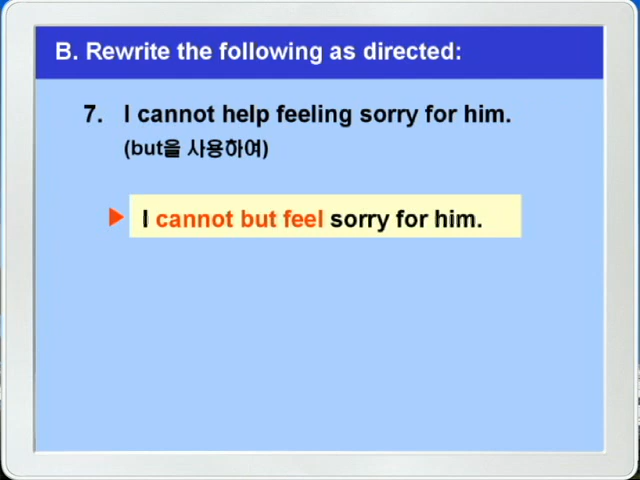 B. Rewrite the following as directed:
7. I cannot help feeling sorry for him.
(but을 사용하여)
I cannot but feel sorry for him.